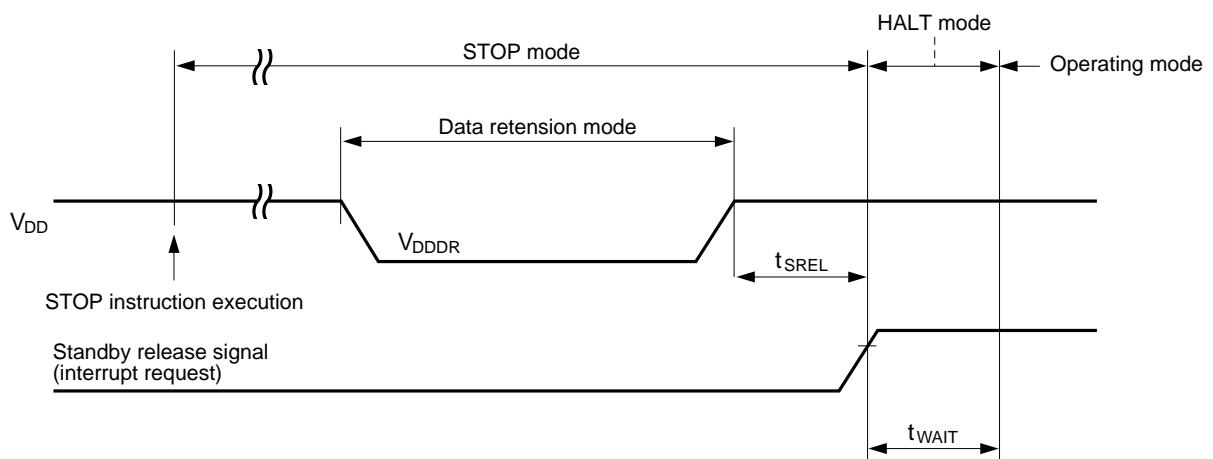 HALT mode
STOP mode
Operating mode
Data retension mode
VDD
VDDDR
tSREL
STOP instruction execution
Standby release signal
(interrupt request)
tWAIT